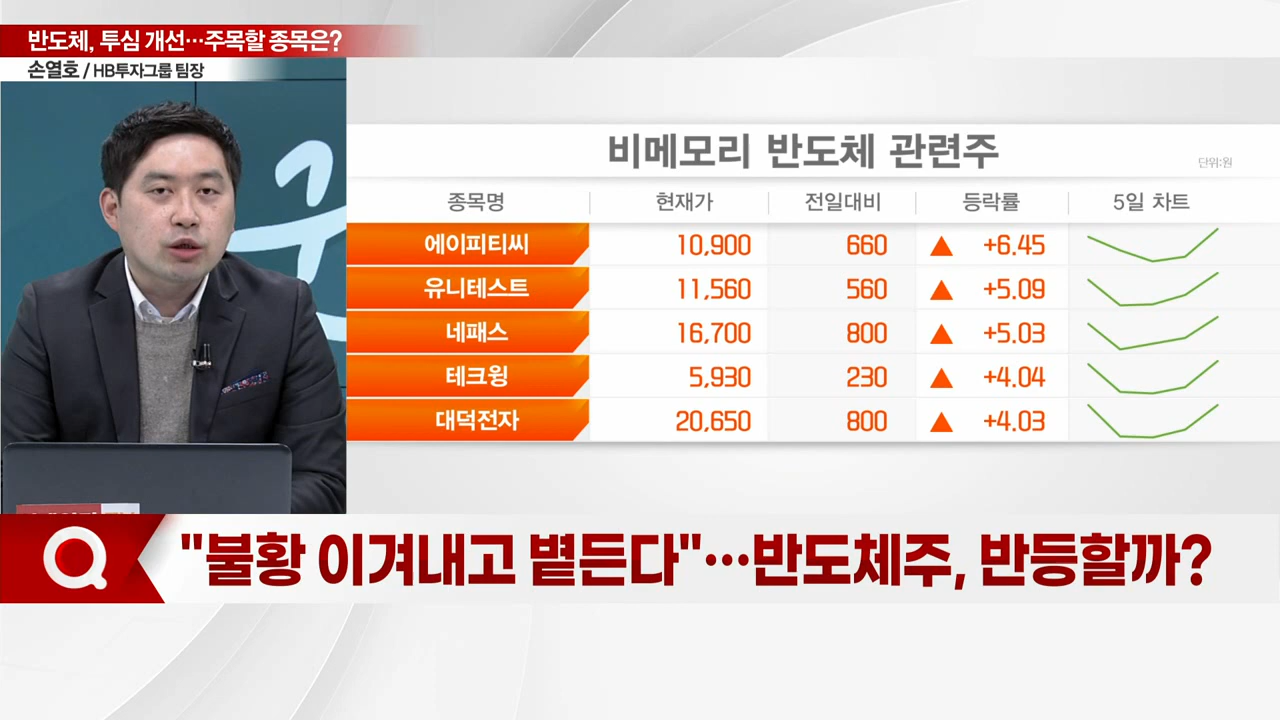 반도체, 투심 개선…주목할 종목은?
손열호 / HB투자그룹 팀장
비메모리 반도체 관련주
단위:원
종목명 현재가 전일대비 등락률 5일 차트
에이피티씨 10,900 660 ▲ +6.45
유니테스트 11,560 560 ▲ +5.09
네패스 16,700 800 ▲ +5.03
테크윙 5,930 230 ▲ +4.04
대덕전자 20,650 800 ▲ +4.03
"불황 이겨내고 볕든다"…반도체주, 반등할까?